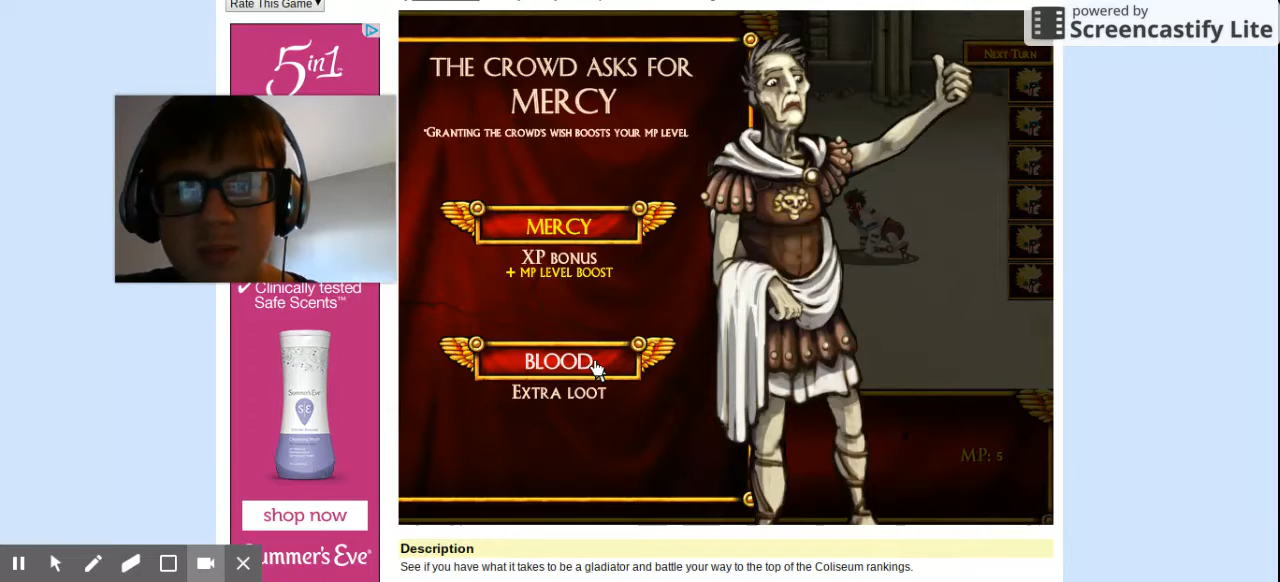 Rate This Game ▼
powered by
Screencastify Lite
5in1
THE CROWD ASKS FOR
MERCY
*GRANTING THE CROWD'S WISH BOOSTS YOUR MP LEVEL
NEXT TURN
MERCY
XP BONUS
+ MP LEVEL BOOST
✔ Clinically tested
Safe Scents™
BLOOD
EXTRA LOOT
Summer's Eve
SE
MP: 5
shop now
Summer's Eve®
Description
See if you have what it takes to be a gladiator and battle your way to the top of the Coliseum rankings.